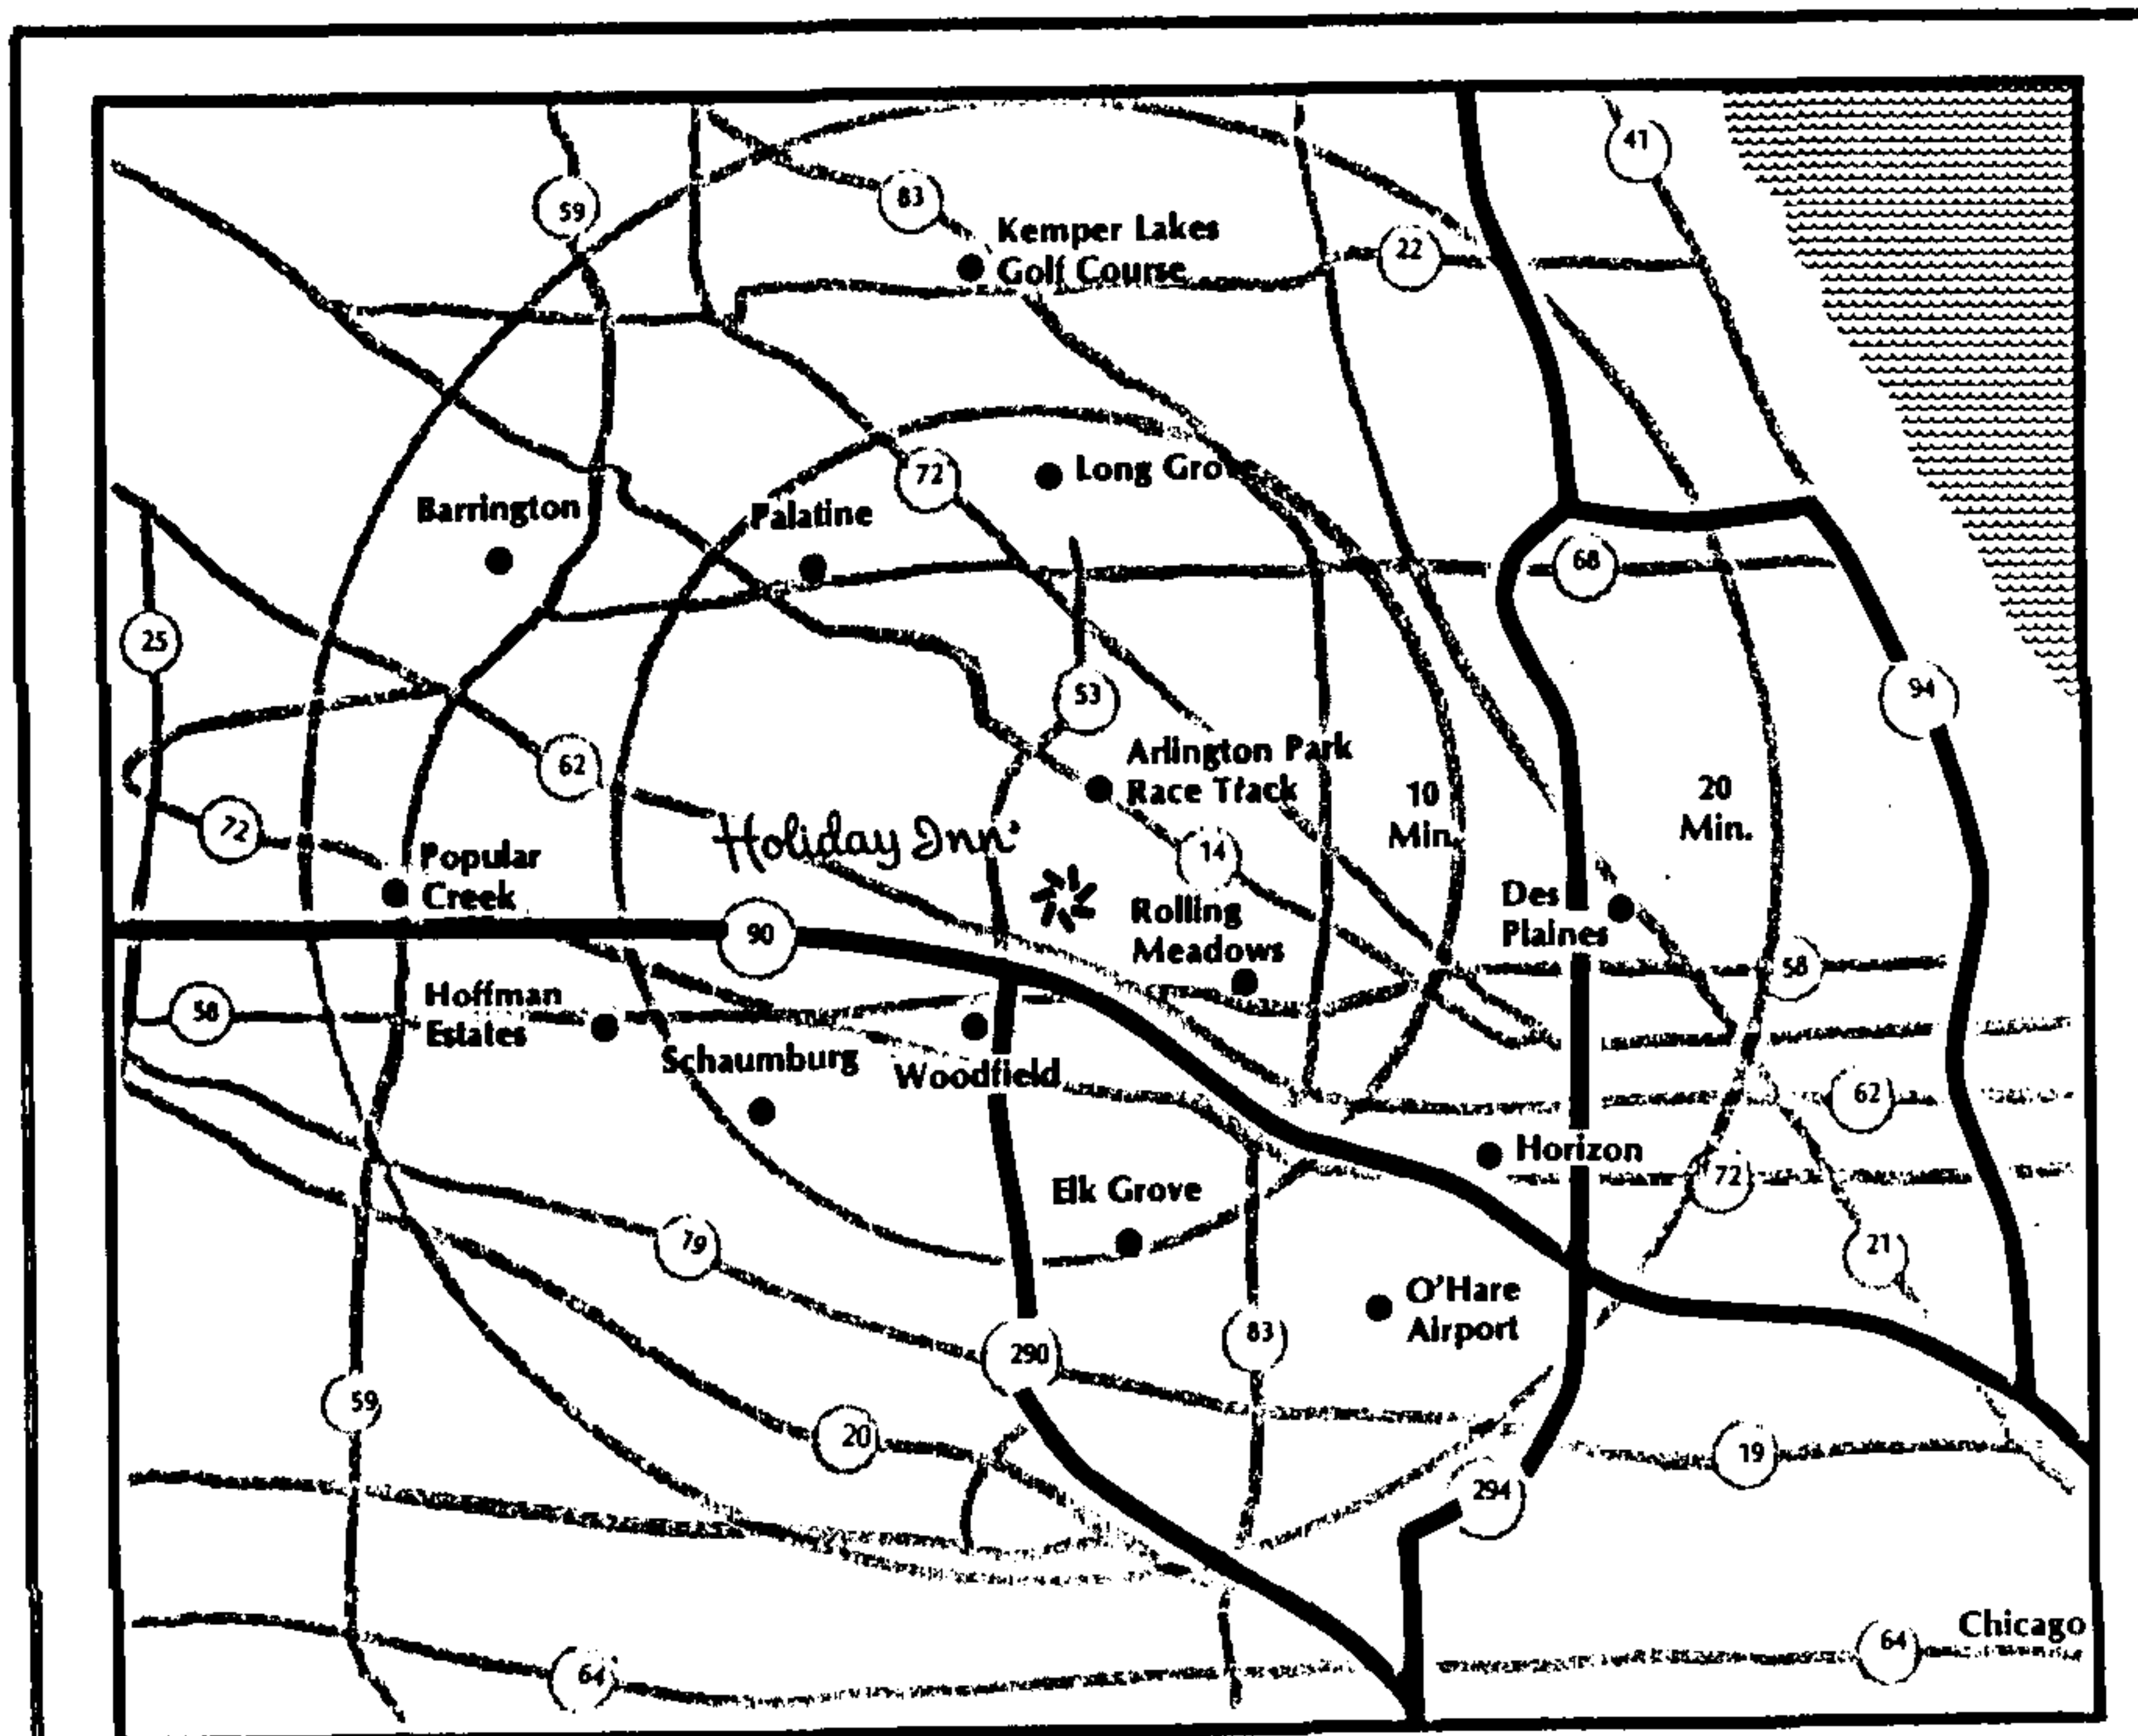 41
59
83
Kemper Lakes
Golf Course
22
72
Long Grove
Barrington
Palatine
68
25
53
94
62
Arlington Park
Race Track
10
Min.
20
Min.
72
Holiday Inn
14
Popular
Creek
Des
Plaines
90
Rolling
Meadows
58
Hoffman
Estates
58
Schaumburg
Woodfield
62
Horizon
72
Elk Grove
79
21
O'Hare
Airport
290
83
59
20
19
294
Chicago
64
64